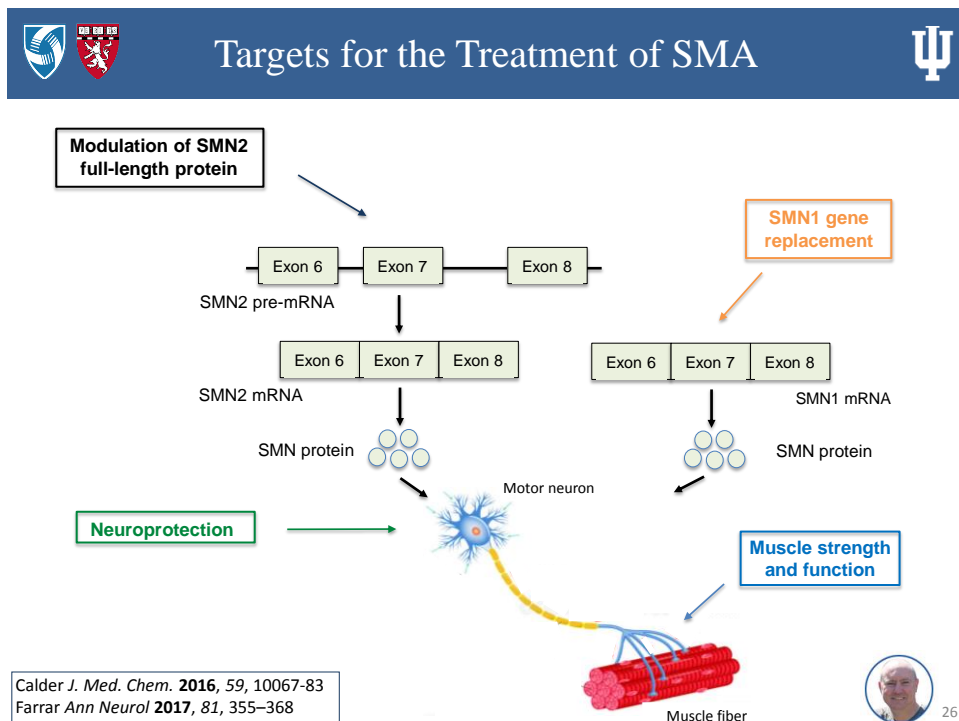 Targets for the Treatment of SMA
Modulation of SMN2
full-length protein
SMN1 gene
replacement
Exon 6
Exon 7
Exon 8
SMN2 pre-mRNA
Exon 6
Exon 7
Exon 8
Exon 6
Exon 7
Exon 8
SMN2 mRNA
SMN1 mRNA
SMN protein
SMN protein
Motor neuron
Neuroprotection
Muscle strength
and function
Calder J. Med. Chem. 2016, 59, 10067-83
Farrar Ann Neurol 2017, 81, 355–368
Muscle fiber
26